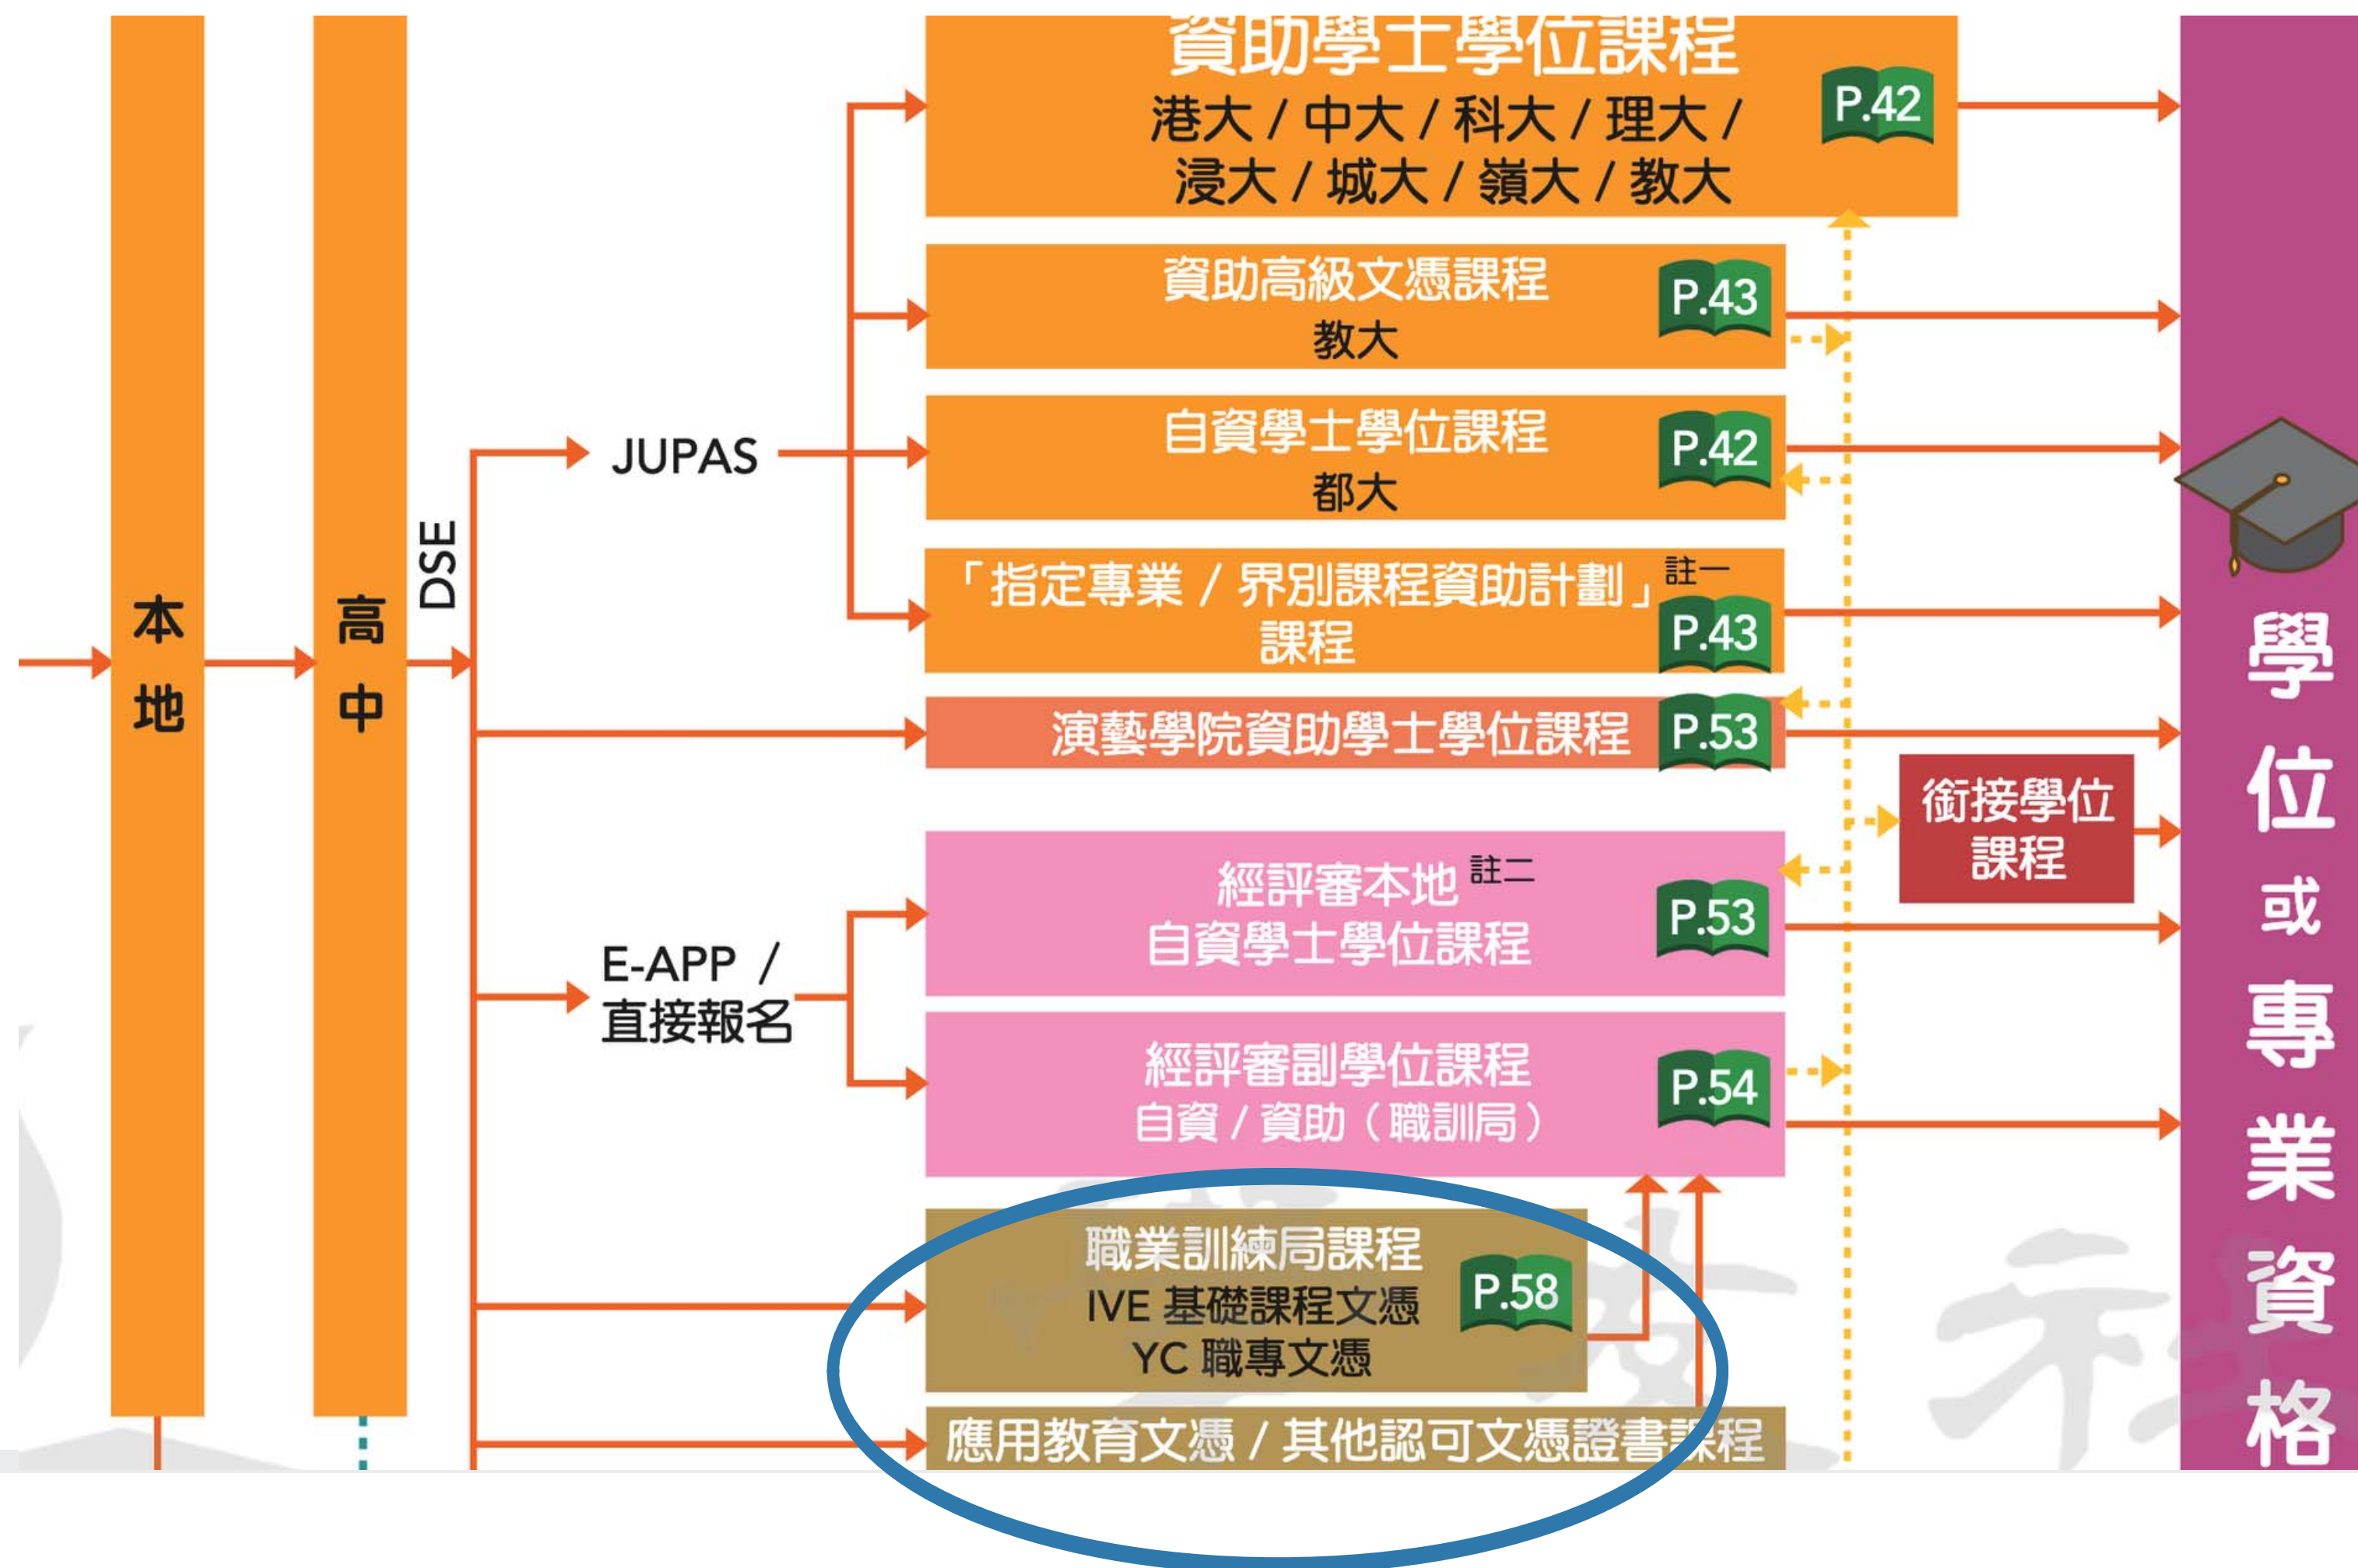 本地
高中
DSE
JUPAS
E-APP /
直接報名
資助學士學位課程
港大 / 中大 / 科大 / 理大 /
浸大 / 城大 / 嶺大 / 教大
P.42
資助高級文憑課程
教大
P.43
自資學士學位課程
都大
P.42
「指定專業 / 界別課程資助計劃」註一
課程
P.43
演藝學院資助學士學位課程
P.53
經評審本地註二
自資學士學位課程
P.53
經評審副學位課程
自資 / 資助（職訓局）
P.54
職業訓練局課程
IVE 基礎課程文憑
YC 職專文憑
P.58
應用教育文憑 / 其他認可文憑證書課程
銜接學位
課程
學位或專業資格